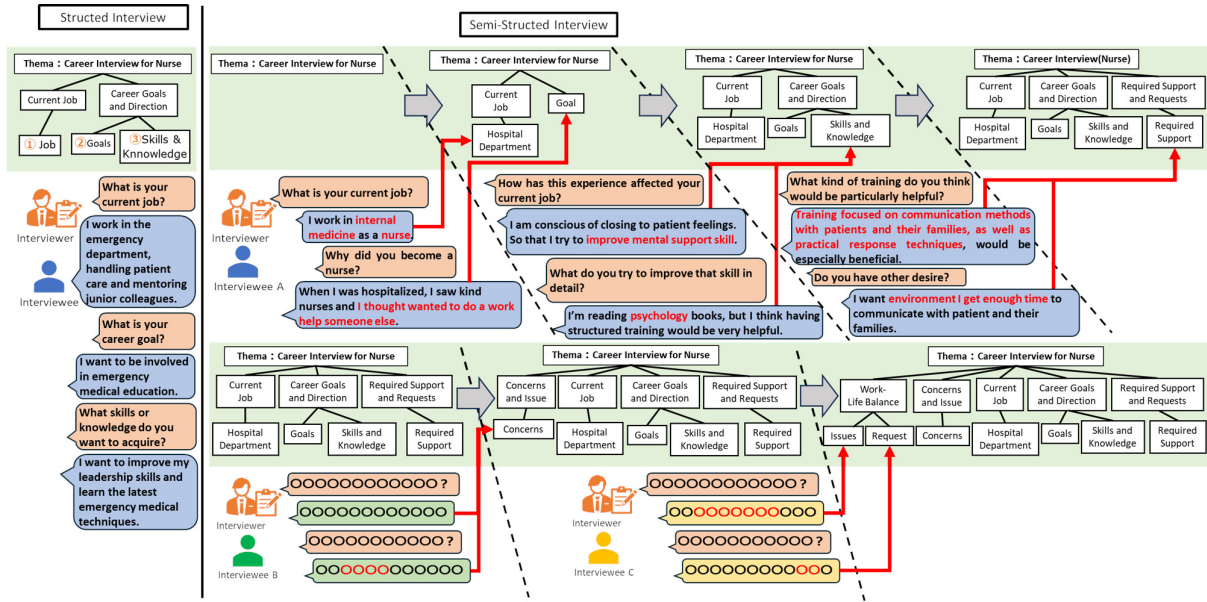 Structed Interview
Semi-Structed Interview
Thema：Career Interview for Nurse
Current Job
Career Goals
and Direction
① Job
② Goals
③Skills &
Knnowledge
Interviewer
Interviewee
What is your
current job?
I work in the
emergency
department,
handling patient
care and mentoring
junior colleagues.
What is your
career goal?
I want to be involved
in emergency
medical education.
What skills or
knowledge do you
want to acquire?
I want to improve my
leadership skills and
learn the latest
emergency medical
techniques.
Thema：Career Interview for Nurse
Thema：Career Interview for Nurse
Current
Job
Goal
Hospital
Department
Thema：Career Interview for Nurse
Current
Job
Career Goals
and Direction
Hospital
Department
Goals
Skills and
Knowledge
Thema：Career Interview(Nurse)
Current
Job
Career Goals
and Direction
Required Support
and Requests
Hospital
Department
Goals
Skills and
Knowledge
Required
Support
Interviewer
Interviewee A
What is your current job?
I work in internal
medicine as a nurse.
Why did you become a
nurse?
When I was hospitalized, I saw kind
nurses and I thought wanted to do a work
help someone else.
How has this experience affected your
current job?
I am conscious of closing to patient feelings.
So that I try to improve mental support skill.
What do you try to improve that skill in
detail?
I’m reading psychology books, but I think having
structured training would be very helpful.
What kind of training do you think
would be particularly helpful?
Training focused on communication methods
with patients and their families, as well as
practical response techniques, would be
especially beneficial.
Do you have other desire?
I want environment I get enough time to
communicate with patient and their
families.
Thema：Career Interview for Nurse
Current
Job
Career Goals
and Direction
Required Support
and Requests
Hospital
Department
Goals
Skills and
Knowledge
Required
Support
Thema：Career Interview for Nurse
Concerns
and Issue
Current
Job
Career Goals
and Direction
Required Support
and Requests
Concerns
Hospital
Department
Goals
Skills and
Knowledge
Required
Support
Thema：Career Interview for Nurse
Work-
Life Balance
Concerns
and Issue
Current
Job
Career Goals
and Direction
Required Support
and Requests
Issues
Request
Concerns
Hospital
Department
Goals
Skills and
Knowledge
Required
Support
Interviewer
Interviewee B
OOOOOOOOOOOO?
OOOOOOOOOOOOO
OOOOOOOOOOOO?
OOOOOOOOOOOOO
Interviewer
Interviewee C
OOOOOOOOOOOO?
OOOOOOOOOOOOO
OOOOOOOOOOOO?
OOOOOOOOOOOOO